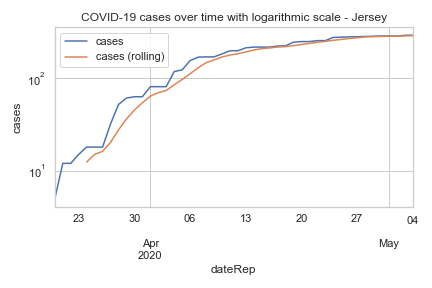 COVID-19 cases over time with logarithmic scale - Jersey
cases
cases (rolling)
cases
10²
10¹
23 30 06 13 20 27 04
Apr May
2020
dateRep